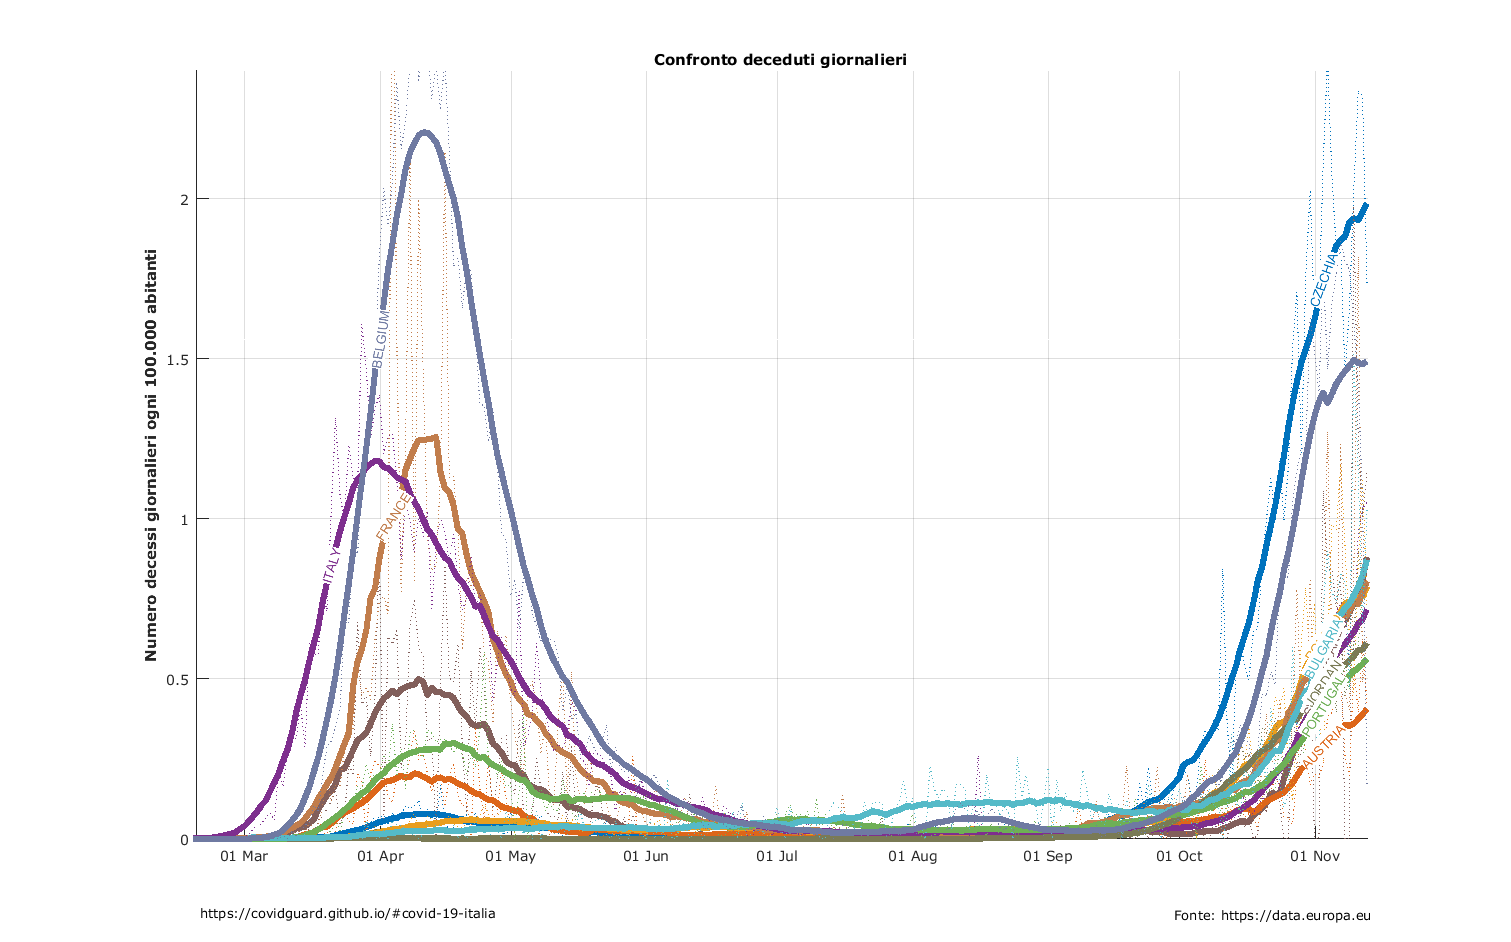 Confronto deceduti giornalieri
Numero decessi giornalieri ogni 100.000 abitanti
2
1.5
1
0.5
0
BELGIUM
FRANCE
ITALY
CZECHIA
BULGARIA
JORDAN
PORTUGAL
AUSTRIA
01 Mar
01 Apr
01 May
01 Jun
01 Jul
01 Aug
01 Sep
01 Oct
01 Nov
https://covidguard.github.io/#covid-19-italia
Fonte: https://data.europa.eu